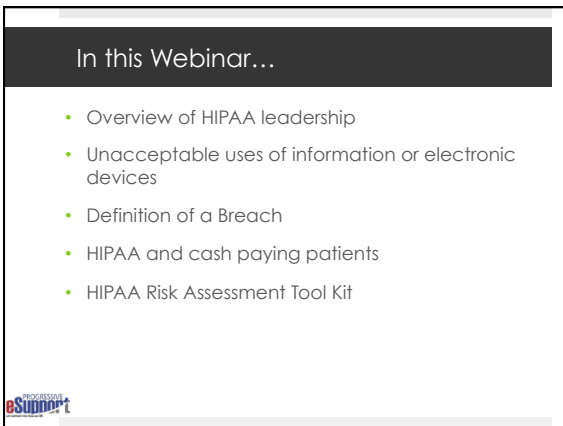 In this Webinar…
• Overview of HIPAA leadership
• Unacceptable uses of information or electronic
devices
• Definition of a Breach
• HIPAA and cash paying patients
• HIPAA Risk Assessment Tool Kit
PROGRESSIVE
eSupport